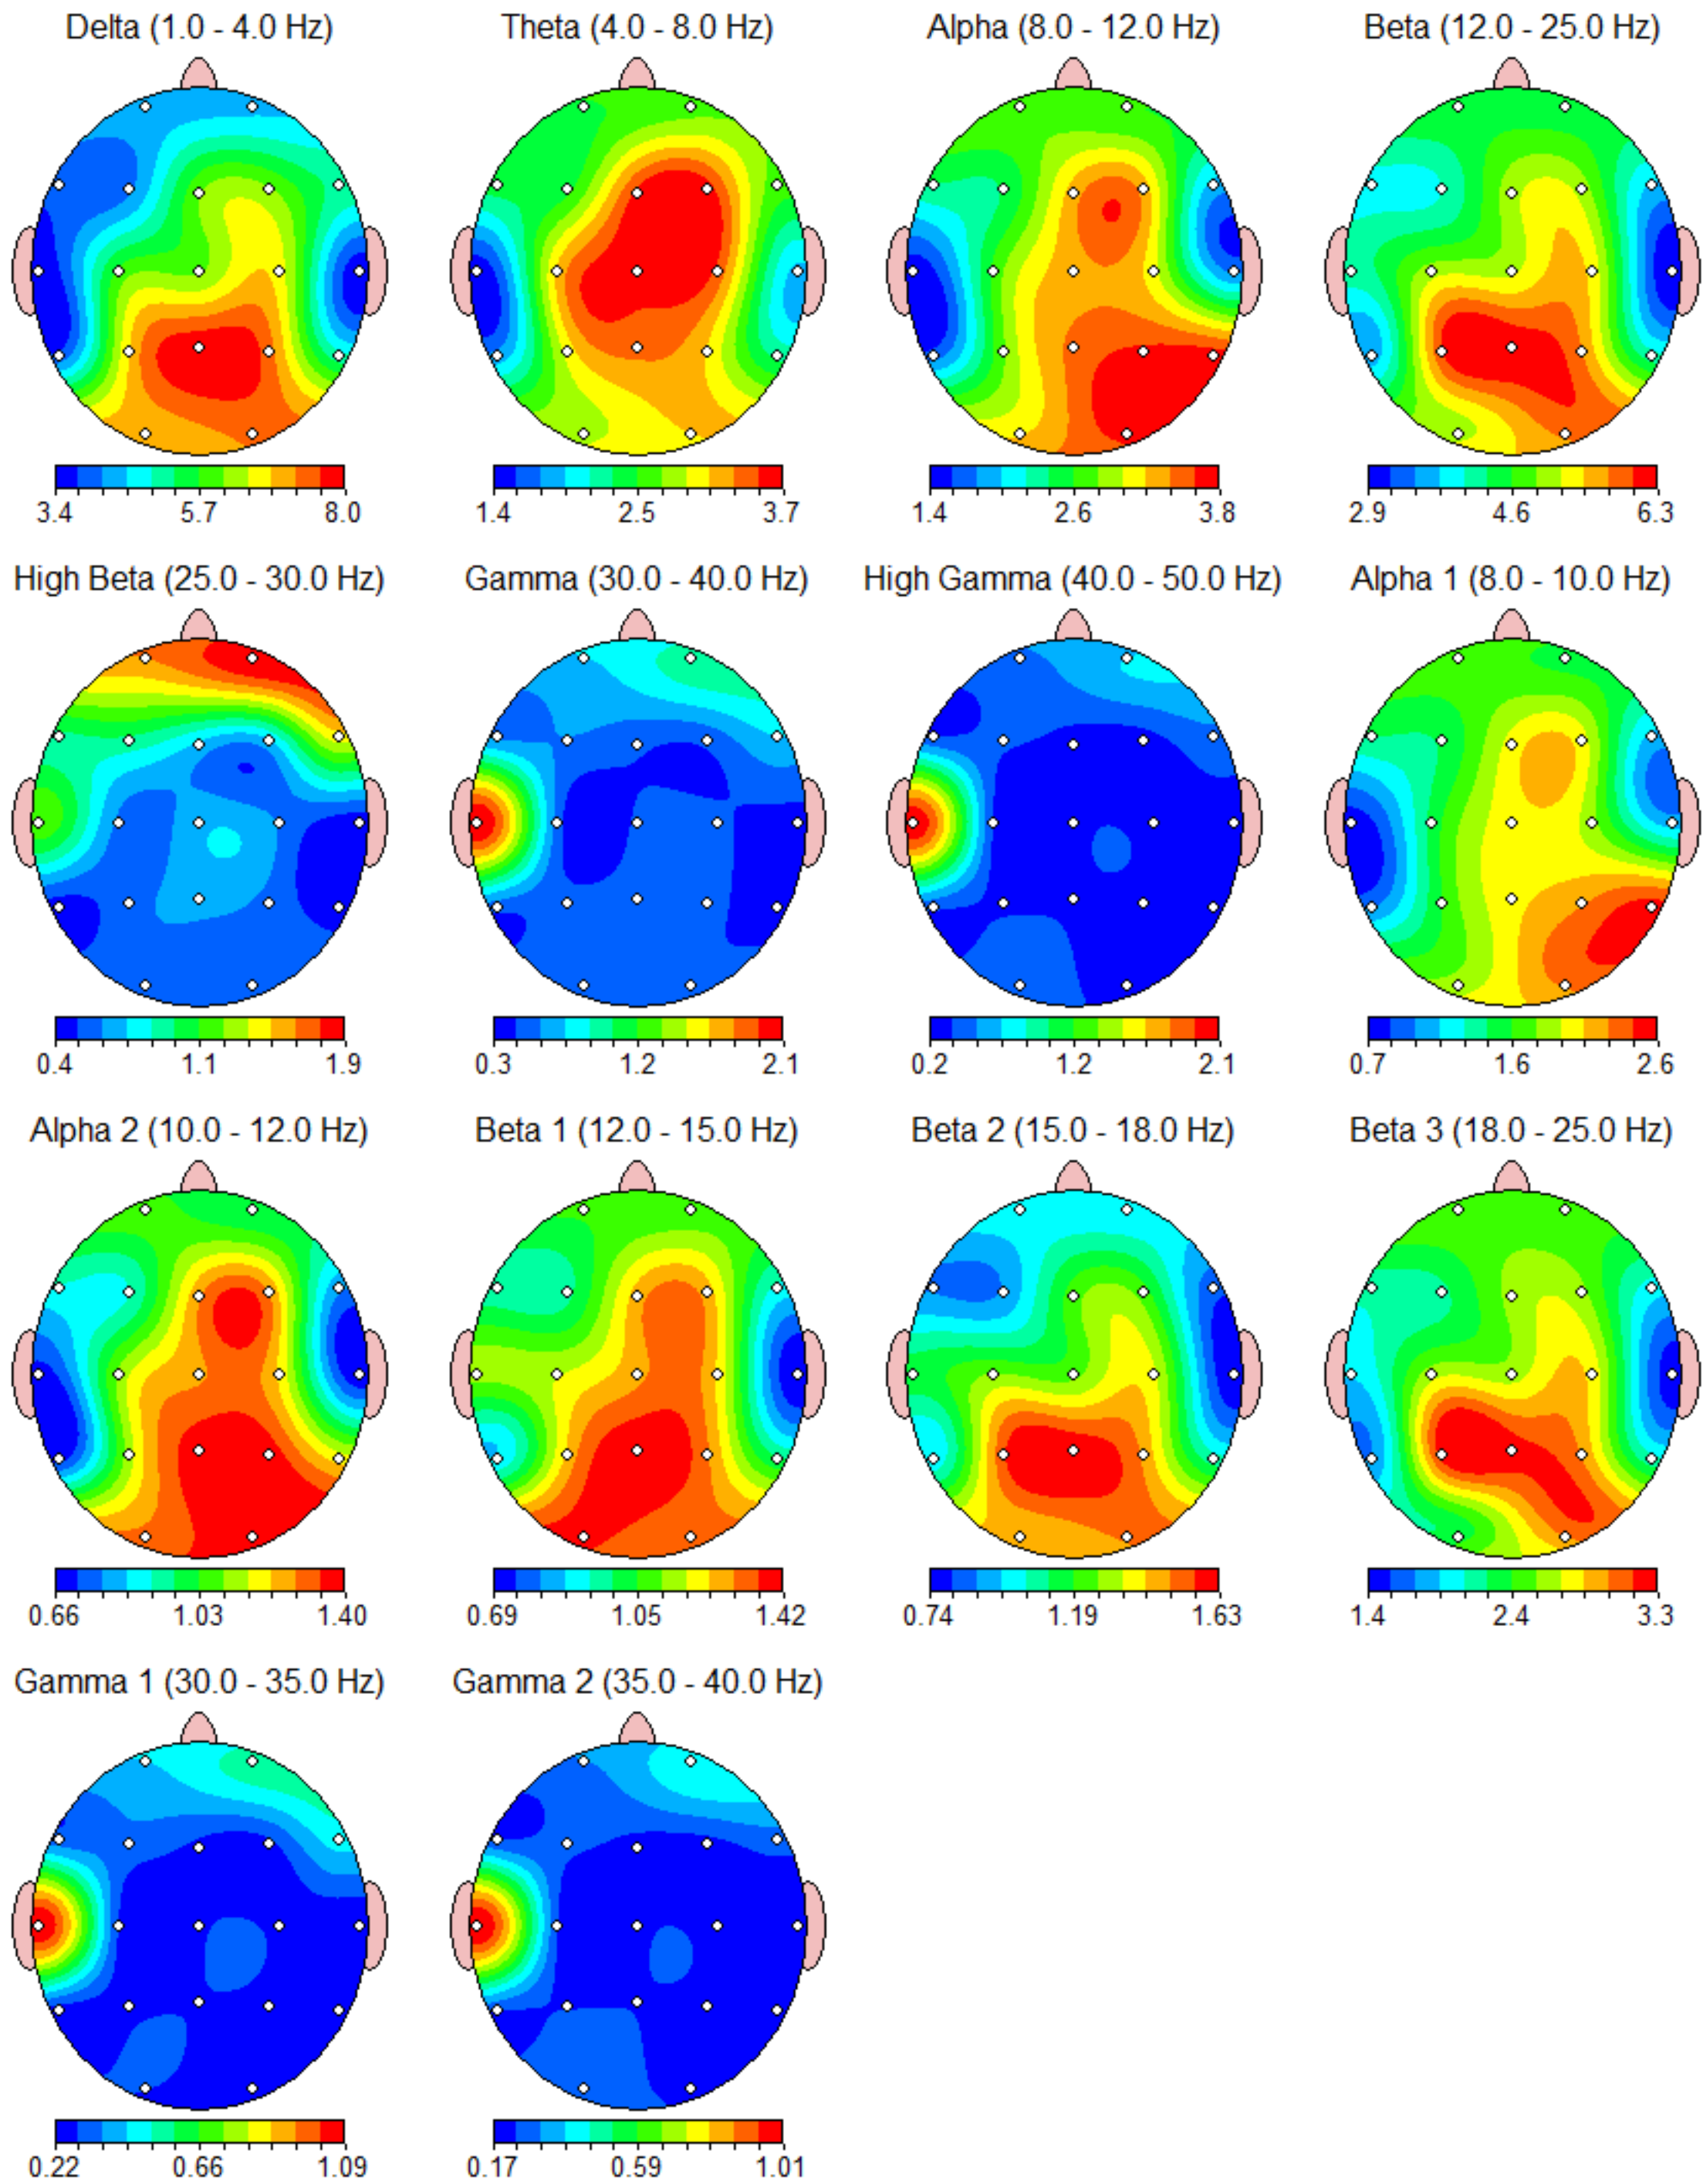 Delta (1.0 - 4.0 Hz) Theta (4.0 - 8.0 Hz) Alpha (8.0 - 12.0 Hz) Beta (12.0 - 25.0 Hz)
3.4 5.7 8.0 1.4 2.5 3.7 1.4 2.6 3.8 2.9 4.6 6.3
High Beta (25.0 - 30.0 Hz) Gamma (30.0 - 40.0 Hz) High Gamma (40.0 - 50.0 Hz) Alpha 1 (8.0 - 10.0 Hz)
0.4 1.1 1.9 0.3 1.2 2.1 0.2 1.2 2.1 0.7 1.6 2.6
Alpha 2 (10.0 - 12.0 Hz) Beta 1 (12.0 - 15.0 Hz) Beta 2 (15.0 - 18.0 Hz) Beta 3 (18.0 - 25.0 Hz)
0.66 1.03 1.40 0.69 1.05 1.42 0.74 1.19 1.63 1.4 2.4 3.3
Gamma 1 (30.0 - 35.0 Hz) Gamma 2 (35.0 - 40.0 Hz)
0.22 0.66 1.09 0.17 0.59 1.01